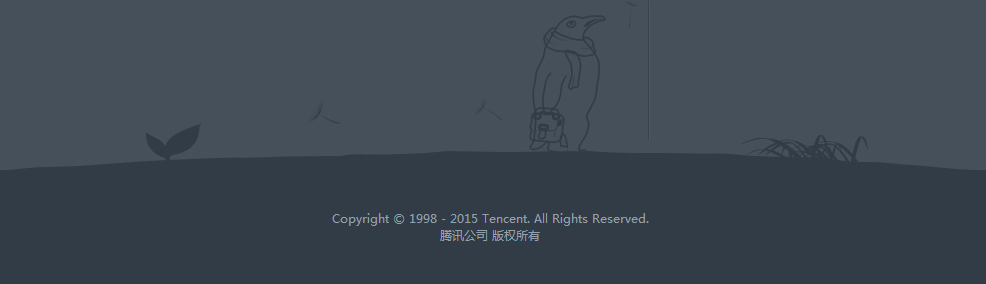 Copyright © 1998 - 2015 Tencent. All Rights Reserved.
腾讯公司 版权所有